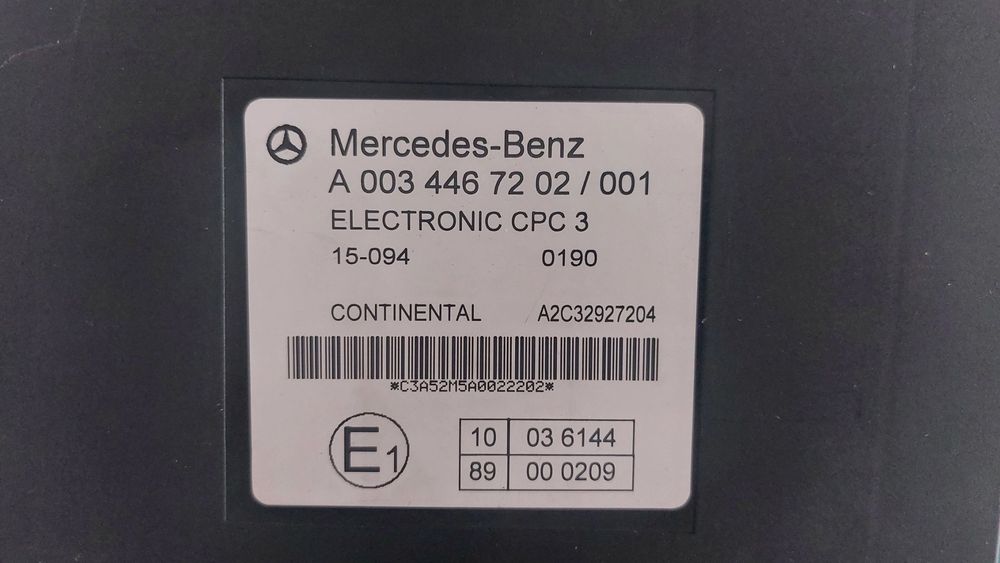 Mercedes-Benz
A 003 446 72 02 / 001
ELECTRONIC CPC 3
15-094 0190
CONTINENTAL A2C32927204
*C3A52M5A0022202*
E1
10 03 6144
89 00 0209